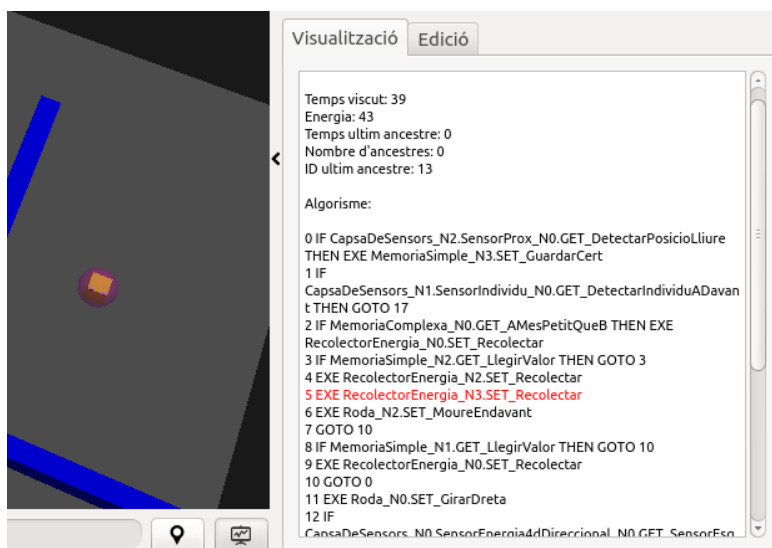 Visualització
Edició
Temps viscut: 39
Energia: 43
Temps ultim ancestre: 0
Nombre d'ancestres: 0
ID ultim ancestre: 13
Algorisme:
0 IF CapsaDeSensors_N2.SensorProx_N0.GET_DetectarPosicioLliure
THEN EXE MemoriaSimple_N3.SET_GuardarCert
1 IF
CapsaDeSensors_N1.SensorIndividu_N0.GET_DetectarIndividuADavan
t THEN GOTO 17
2 IF MemoriaComplexa_N0.GET_AMesPetitQueB THEN EXE
RecolectorEnergia_N0.SET_Recolectar
3 IF MemoriaSimple_N2.GET_LlegirValor THEN GOTO 3
4 EXE RecolectorEnergia_N2.SET_Recolectar
5 EXE RecolectorEnergia_N3.SET_Recolectar
6 EXE Roda_N2.SET_MoureEndavant
7 GOTO 10
8 IF MemoriaSimple_N1.GET_LlegirValor THEN GOTO 10
9 EXE RecolectorEnergia_N0.SET_Recolectar
10 GOTO 0
11 EXE Roda_N0.SET_GirarDreta
12 IF
CapsaDeSensors_N0.SensorEnergia4dDireccional_N0.GET_SensorEsq